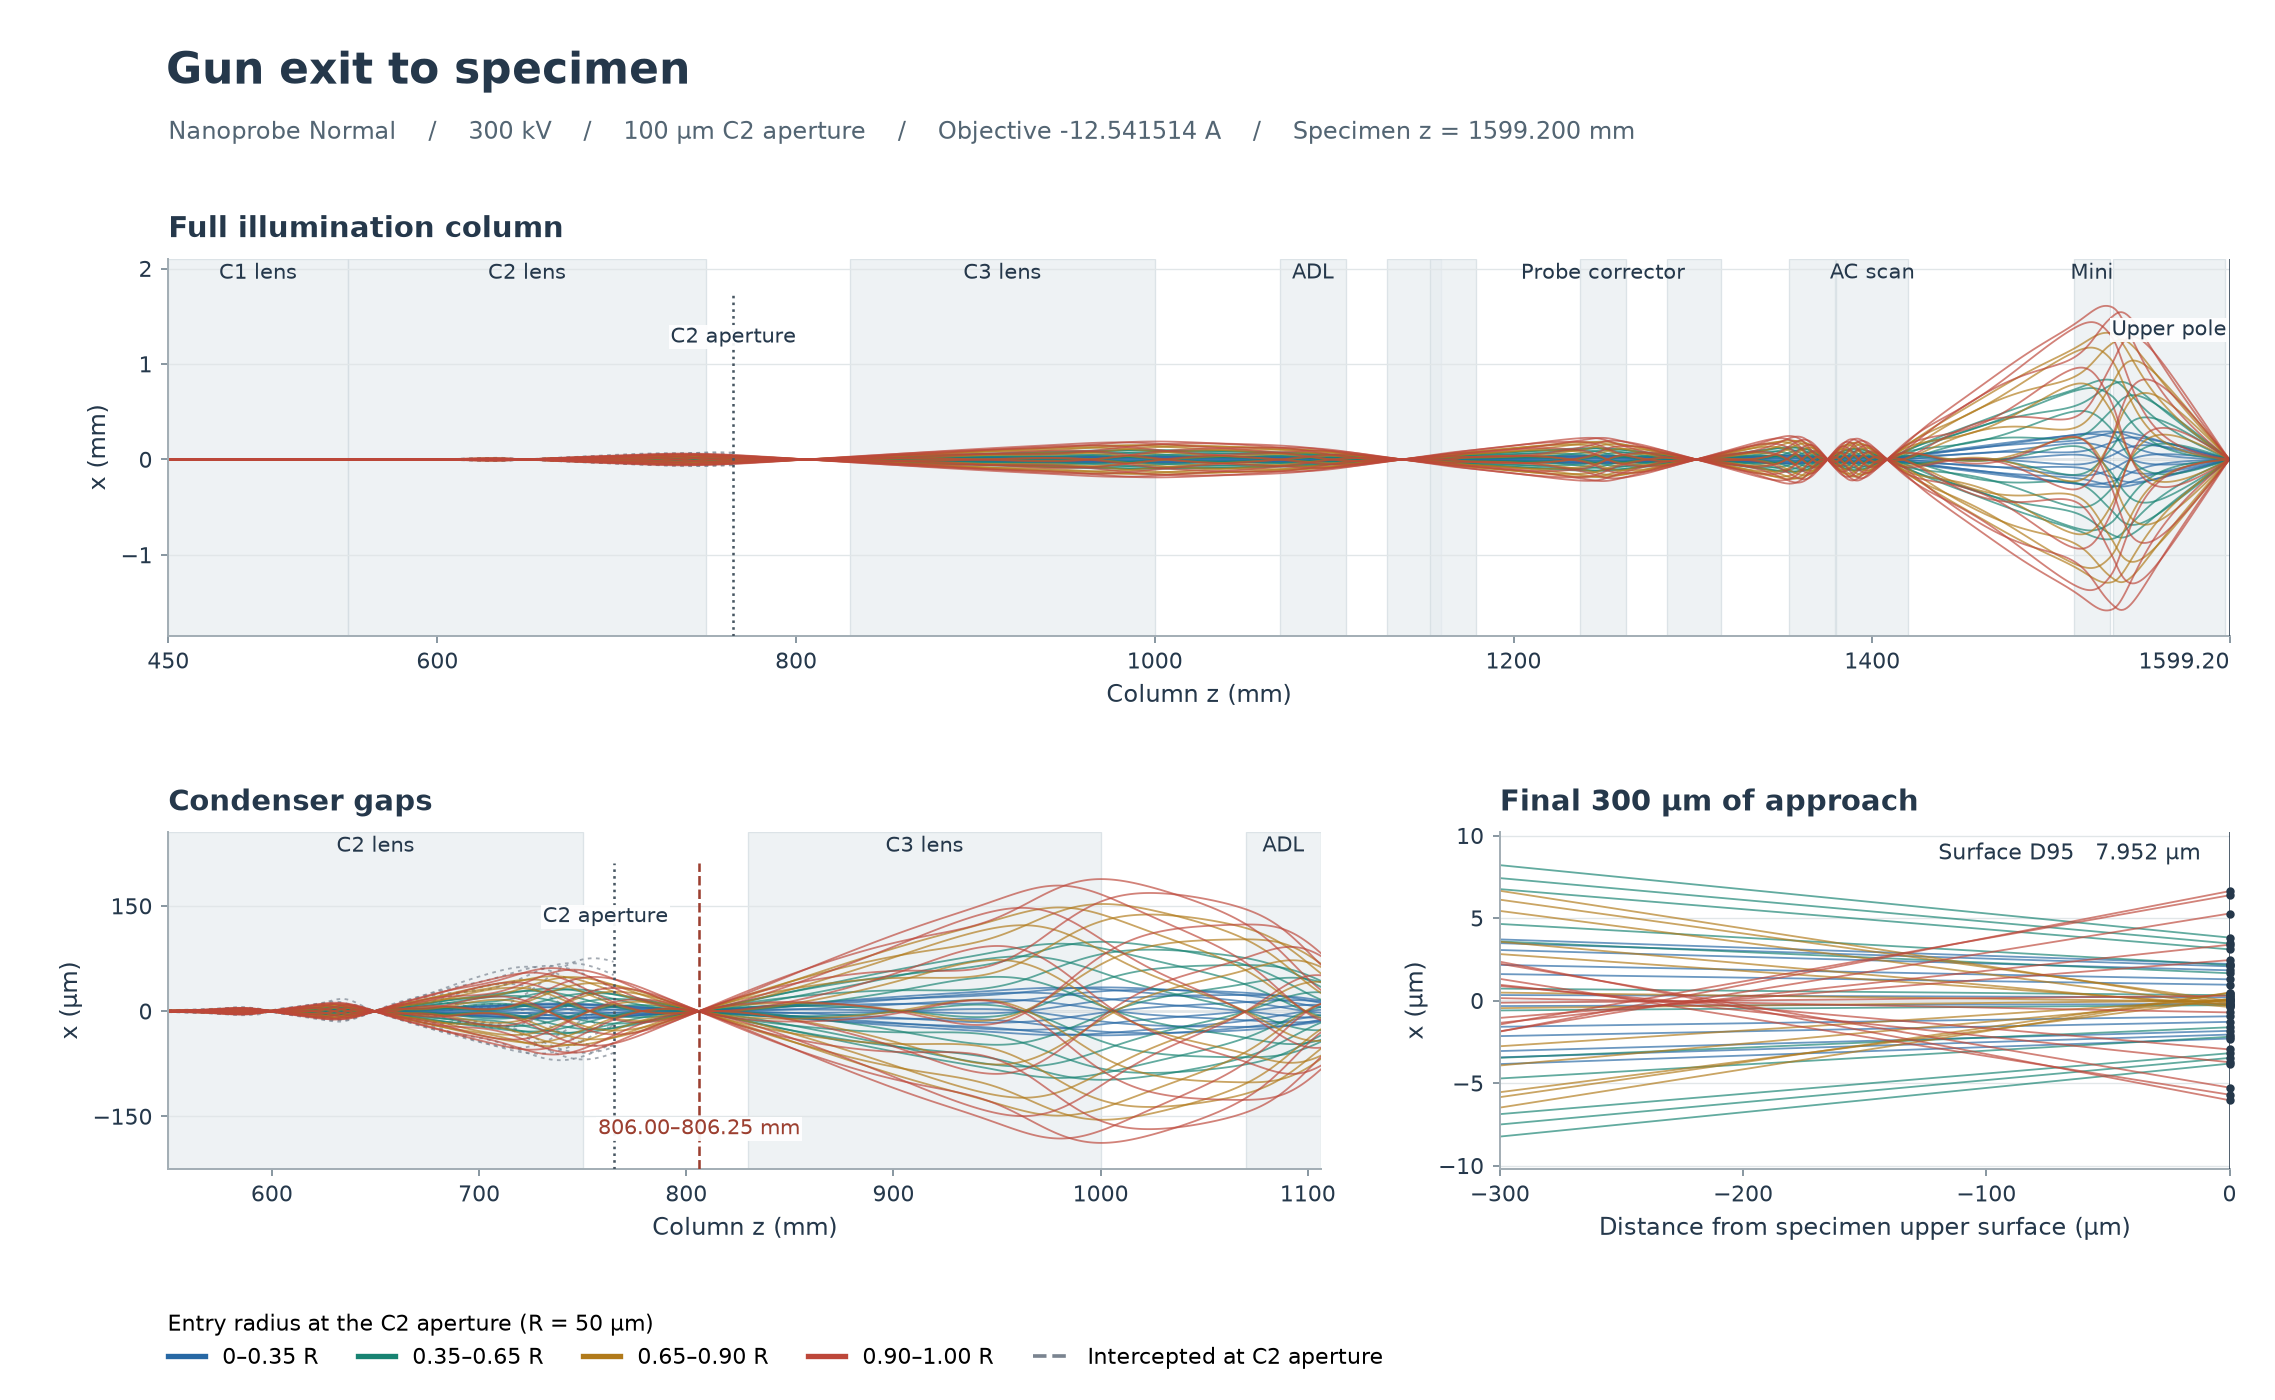 Gun exit to specimen
Nanoprobe Normal / 300 kV / 100 µm C2 aperture / Objective -12.541514 A / Specimen z = 1599.200 mm
Full illumination column
C1 lens C2 lens C3 lens ADL Probe corrector AC scan Mini
C2 aperture
Upper pole
2
1
0
−1
x (mm)
450 600 800 1000 1200 1400 1599.20
Column z (mm)
Condenser gaps
C2 lens C3 lens ADL
C2 aperture
806.00–806.25 mm
150
0
−150
x (µm)
600 700 800 900 1000 1100
Column z (mm)
Final 300 µm of approach
Surface D95 7.952 µm
10
5
0
−5
−10
x (µm)
−300 −200 −100 0
Distance from specimen upper surface (µm)
Entry radius at the C2 aperture (R = 50 µm)
0–0.35 R 0.35–0.65 R 0.65–0.90 R 0.90–1.00 R Intercepted at C2 aperture